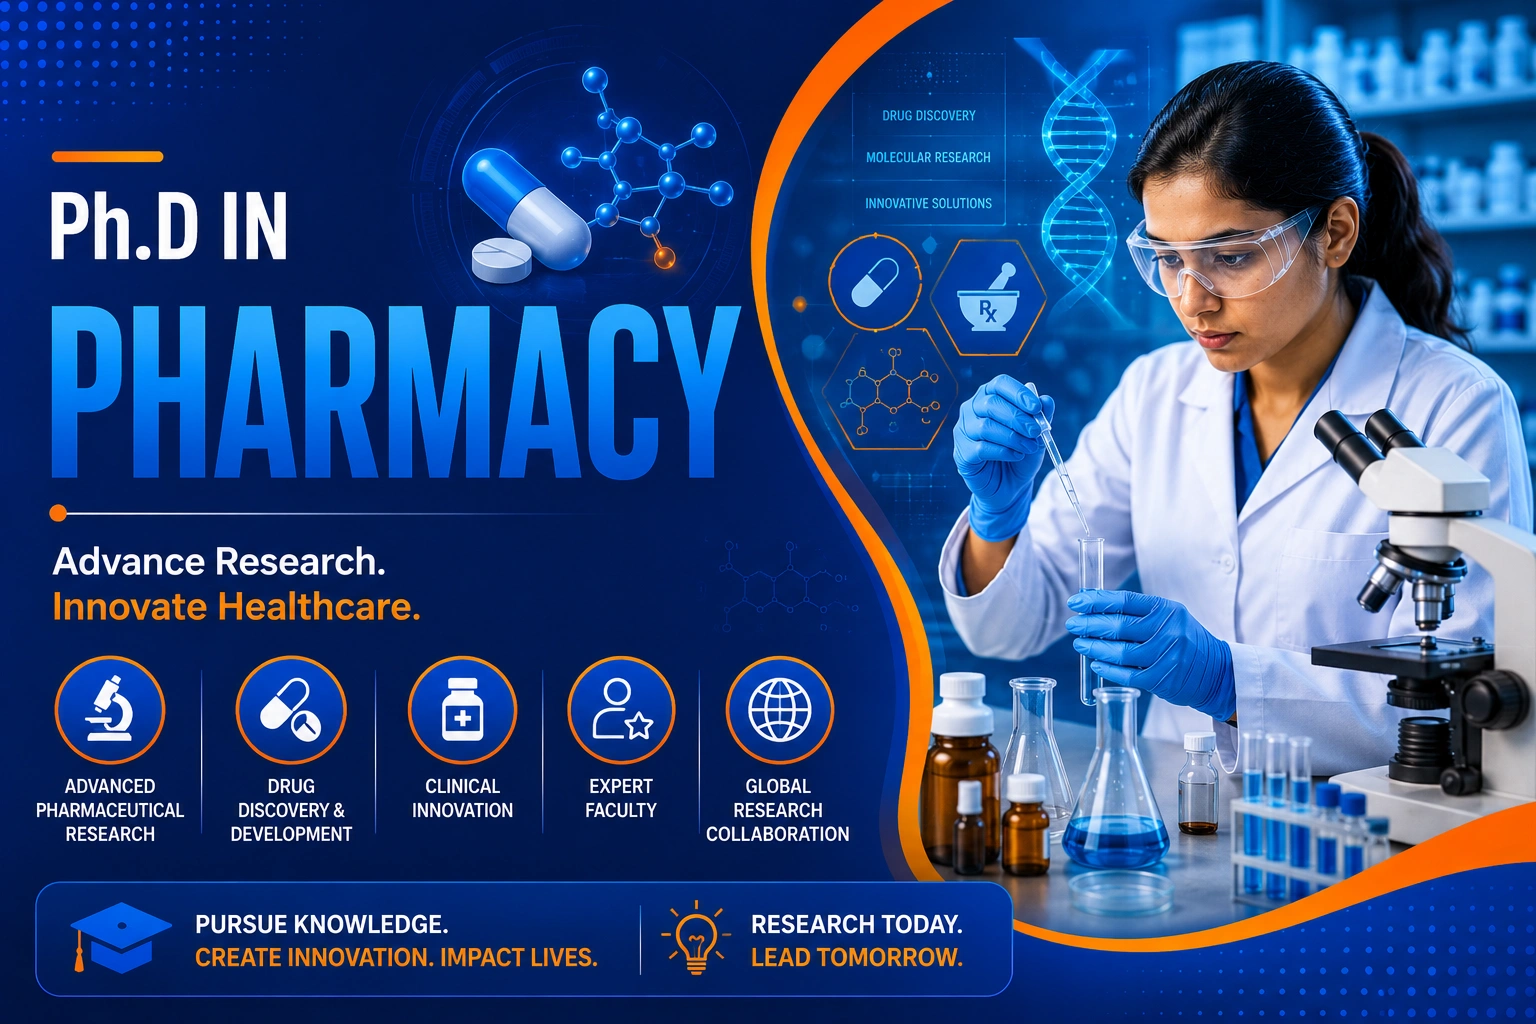 Ph.D IN
PHARMACY
Advance Research.
Innovate Healthcare.
ADVANCED
PHARMACEUTICAL
RESEARCH
DRUG
DISCOVERY &
DEVELOPMENT
CLINICAL
INNOVATION
EXPERT
FACULTY
GLOBAL
RESEARCH
COLLABORATION
PURSUE KNOWLEDGE.
CREATE INNOVATION. IMPACT LIVES.
RESEARCH TODAY.
LEAD TOMORROW.
DRUG DISCOVERY
MOLECULAR RESEARCH
INNOVATIVE SOLUTIONS
Rx